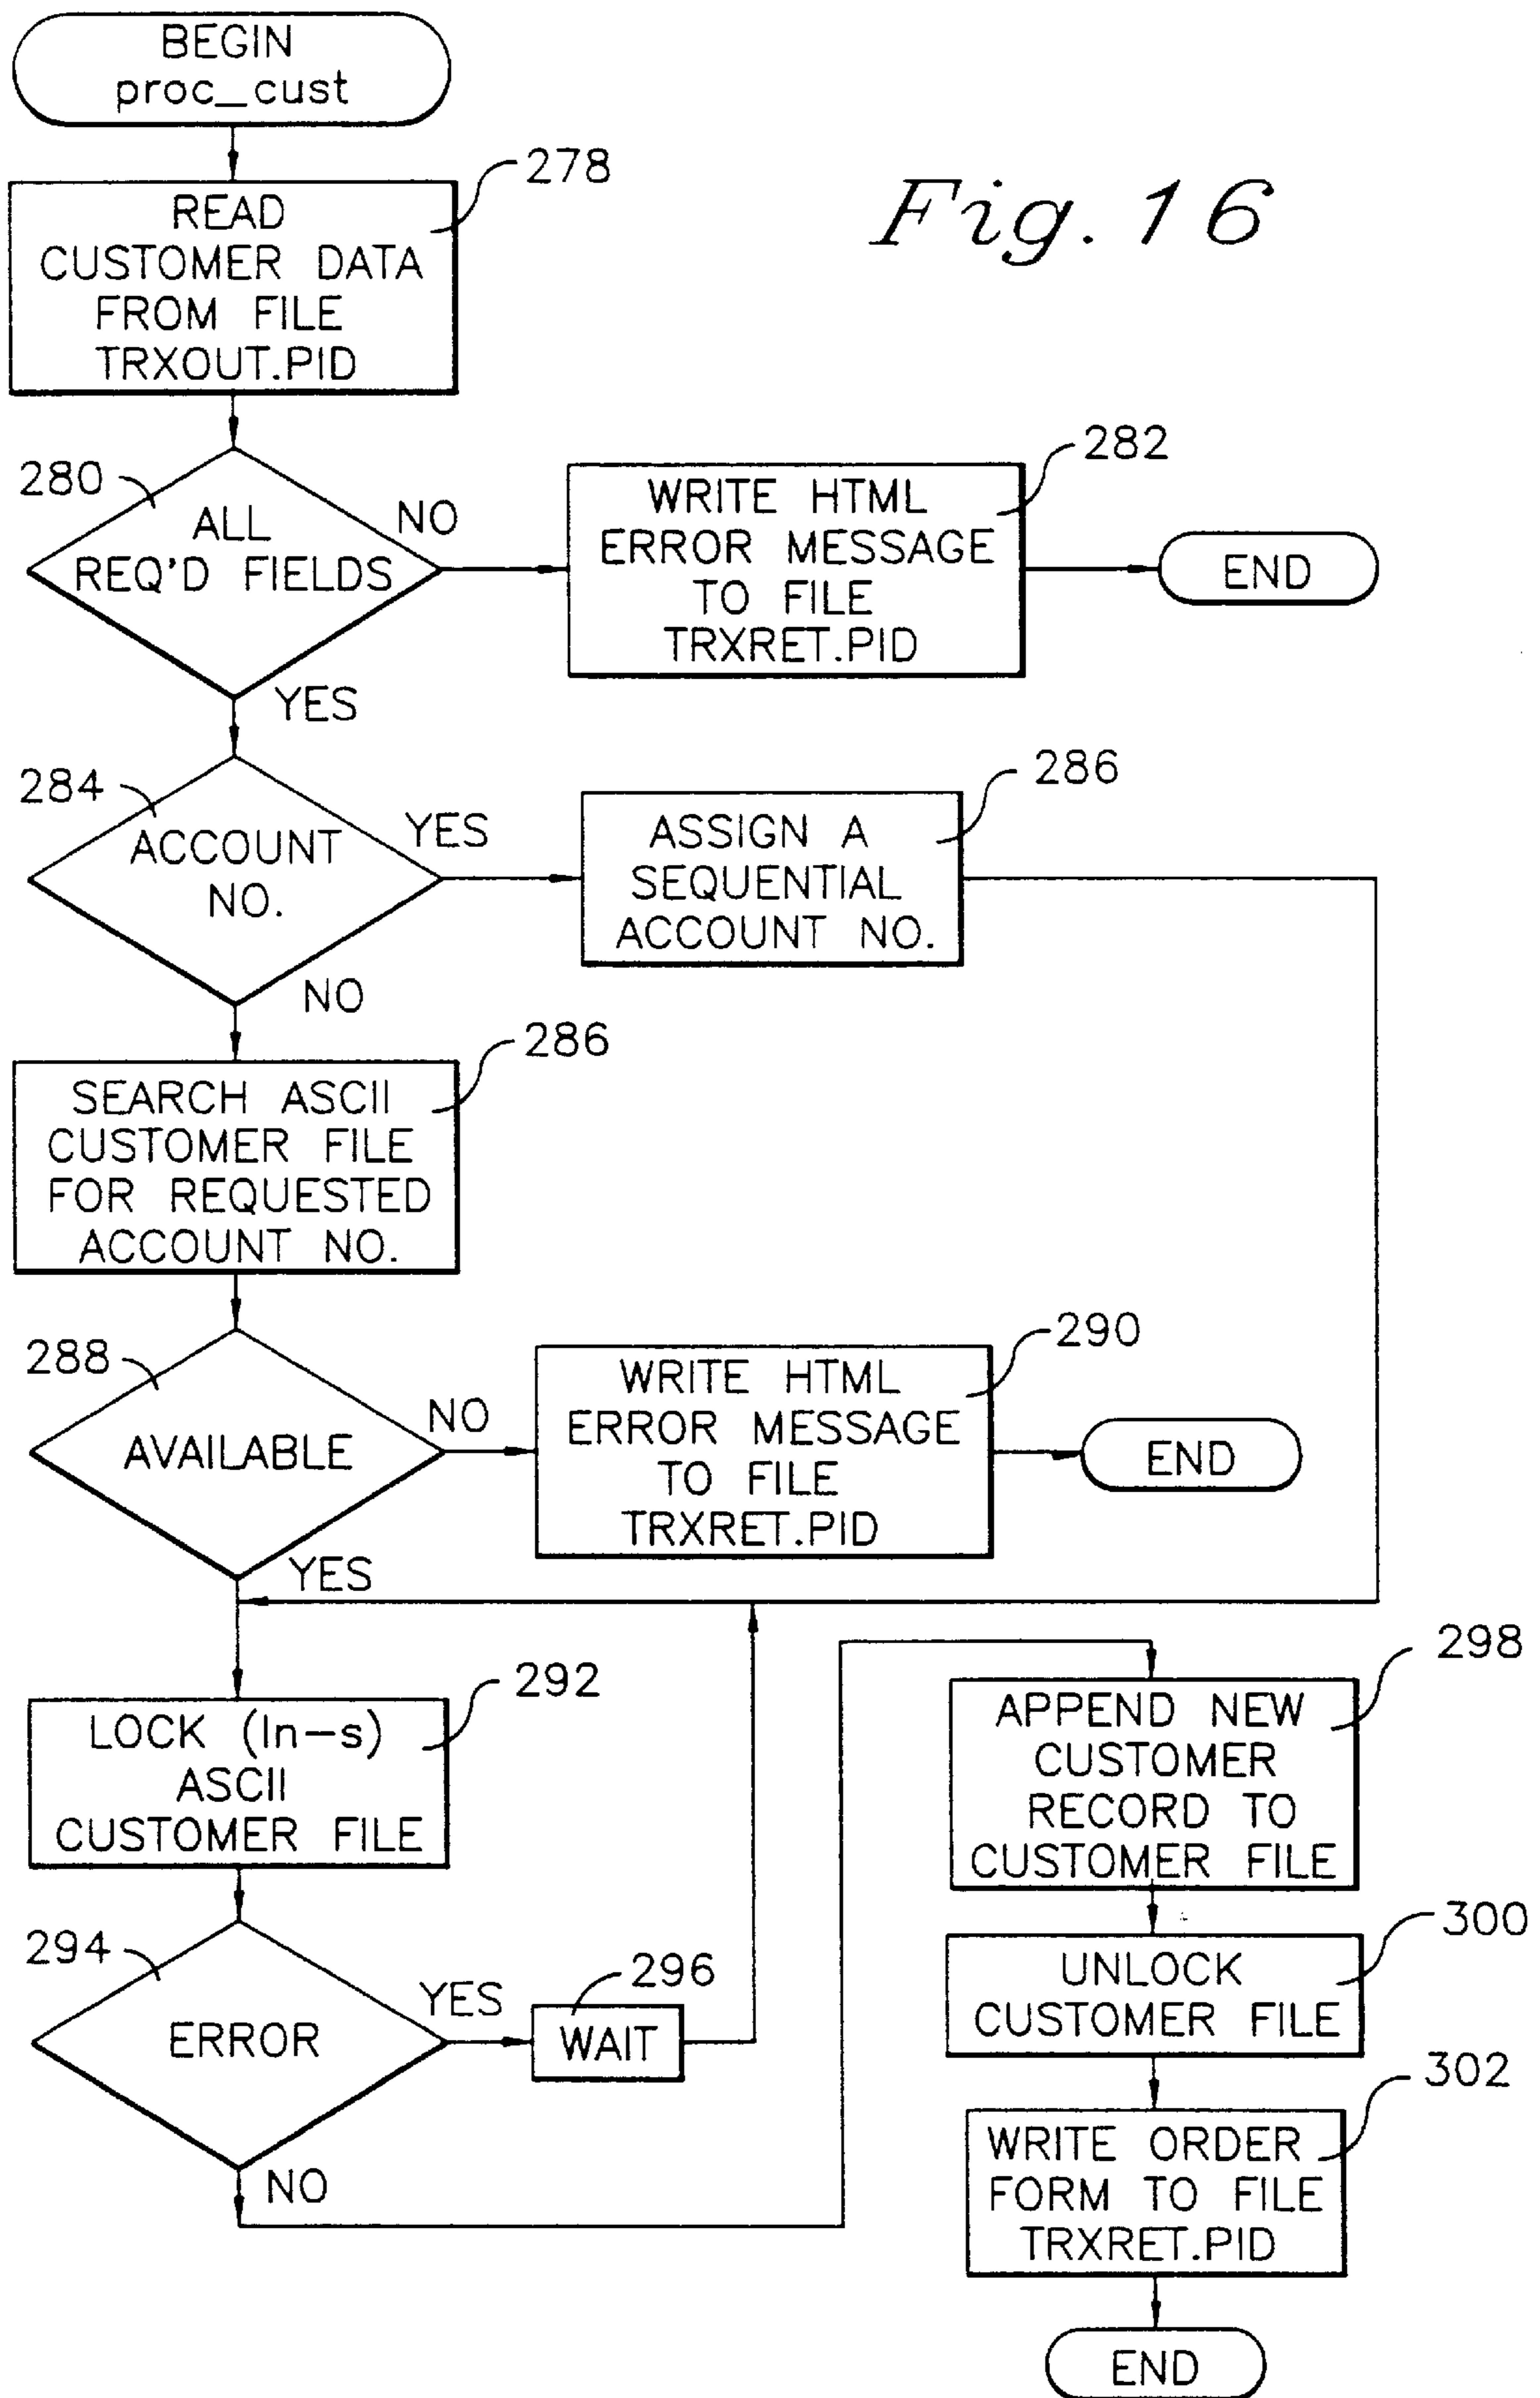 BEGIN
proc_cust
278
Fig. 16
READ
CUSTOMER DATA
FROM FILE
TRXOUT.PID
280
ALL
REQ'D FIELDS
NO
282
WRITE HTML
ERROR MESSAGE
TO FILE
TRXRET.PID
END
YES
284
ACCOUNT
NO.
YES
286
ASSIGN A
SEQUENTIAL
ACCOUNT NO.
NO
286
SEARCH ASCII
CUSTOMER FILE
FOR REQUESTED
ACCOUNT NO.
288
AVAILABLE
NO
290
WRITE HTML
ERROR MESSAGE
TO FILE
TRXRET.PID
END
YES
292
LOCK (ln-s)
ASCII
CUSTOMER FILE
294
ERROR
YES
296
WAIT
NO
298
APPEND NEW
CUSTOMER
RECORD TO
CUSTOMER FILE
300
UNLOCK
CUSTOMER FILE
302
WRITE ORDER
FORM TO FILE
TRXRET.PID
END